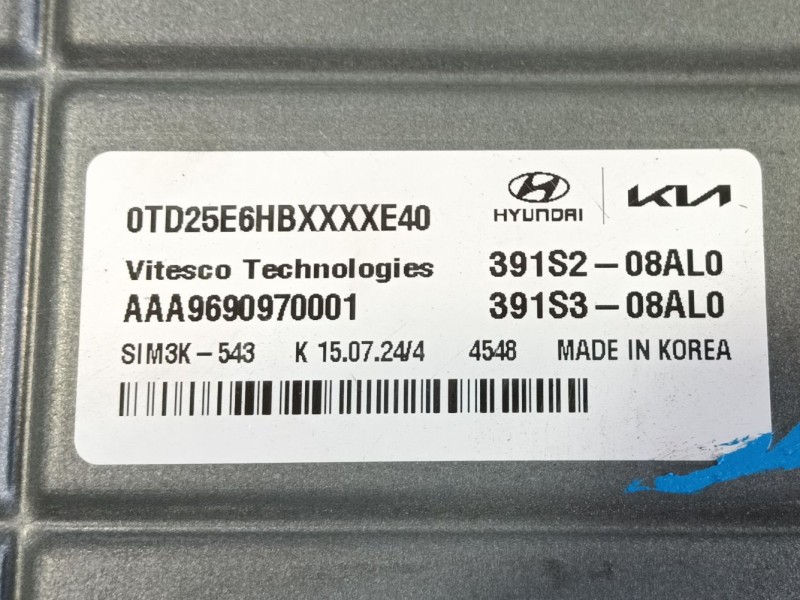 0TD25E6HBXXXXE40
HYUNDAI
KIA
Vitesco Technologies
391S2-08AL0
AAA9690970001
391S3-08AL0
SIM3K-543 K 15.07.24/4 4548 MADE IN KOREA